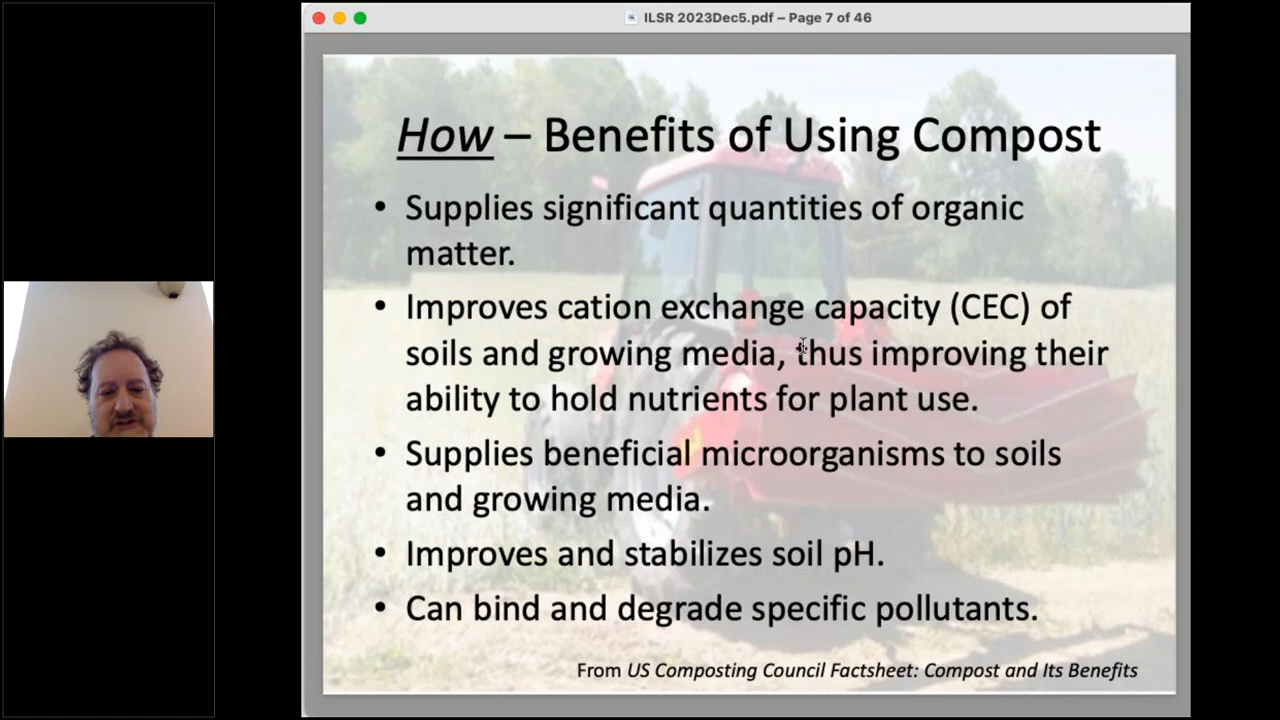 ILSR 2023Dec5.pdf – Page 7 of 46
How – Benefits of Using Compost
• Supplies significant quantities of organic
matter.
• Improves cation exchange capacity (CEC) of
soils and growing media, thus improving their
ability to hold nutrients for plant use.
• Supplies beneficial microorganisms to soils
and growing media.
• Improves and stabilizes soil pH.
• Can bind and degrade specific pollutants.
From US Composting Council Factsheet: Compost and Its Benefits